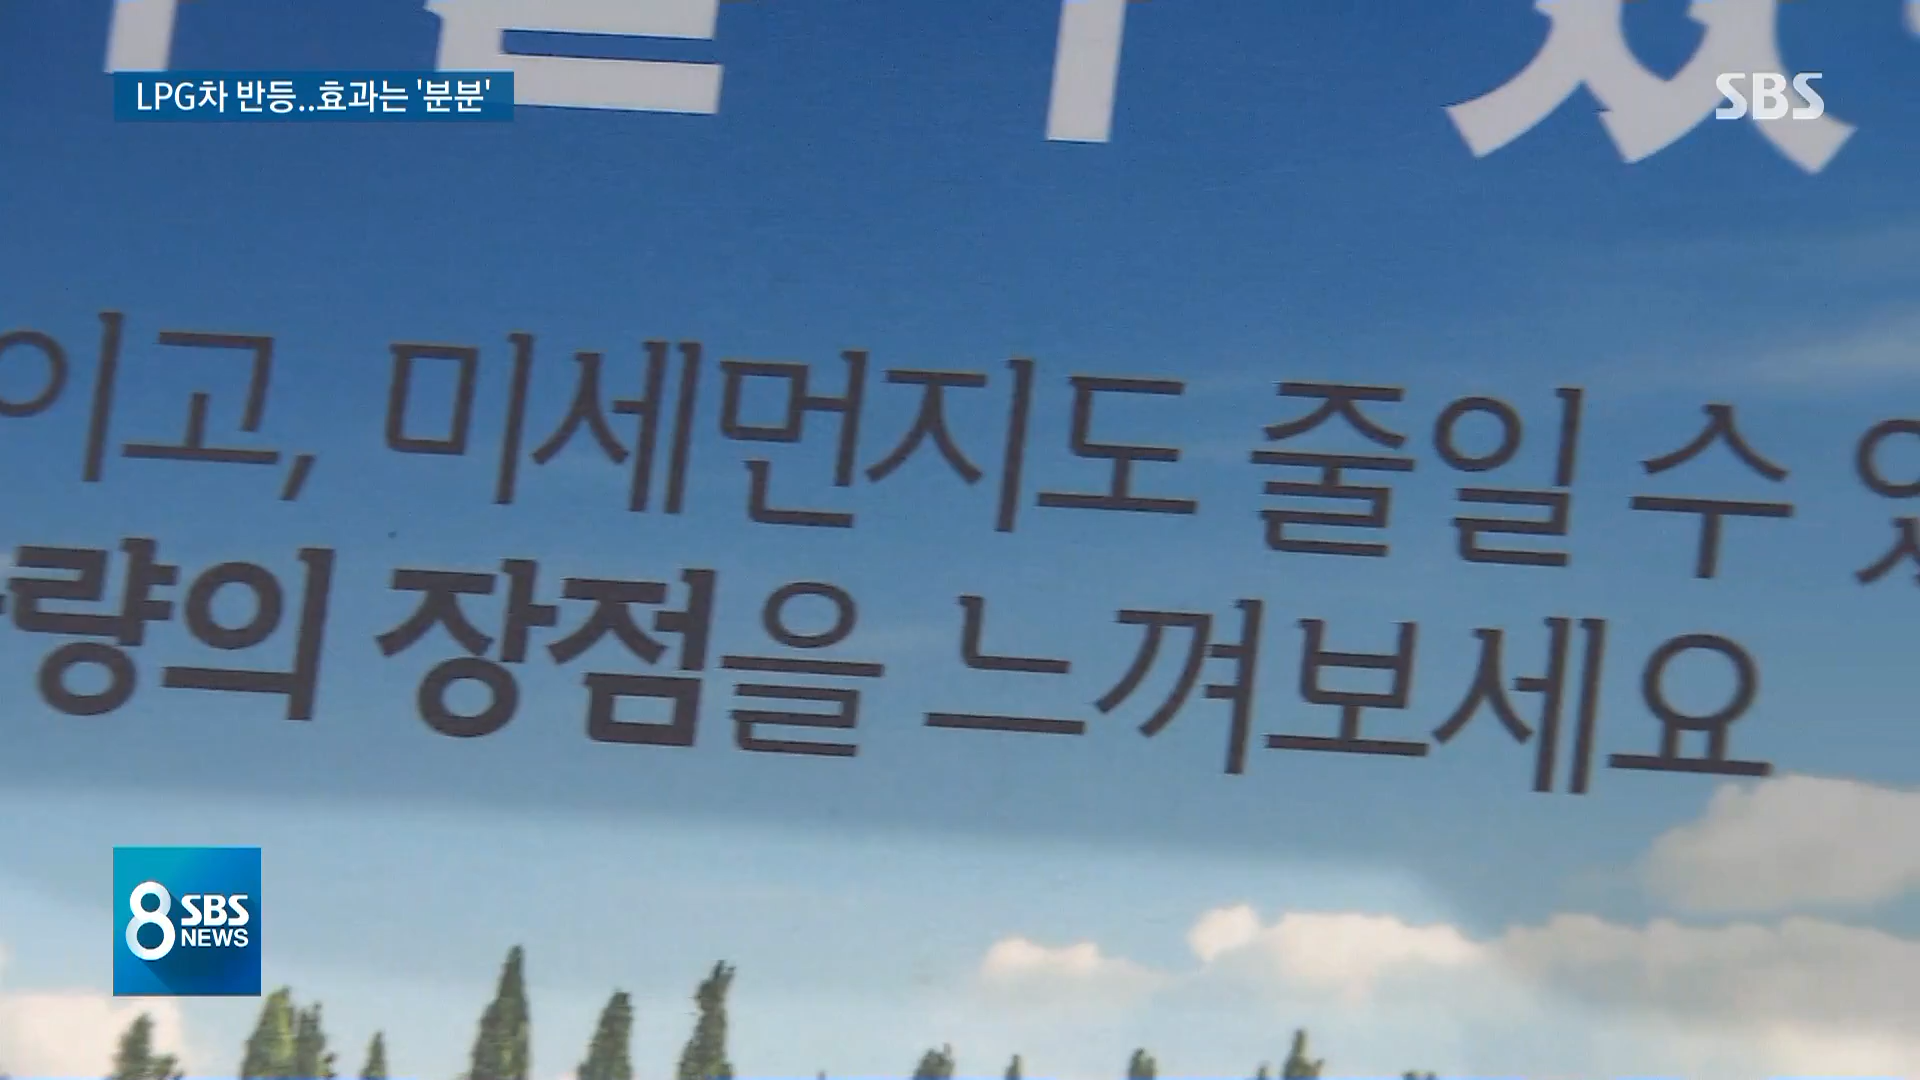 LPG차 반등..효과는 '분분'
SBS
이고, 미세먼지도 줄일 수
량의 장점을 느껴보세요
8 SBS
NEWS